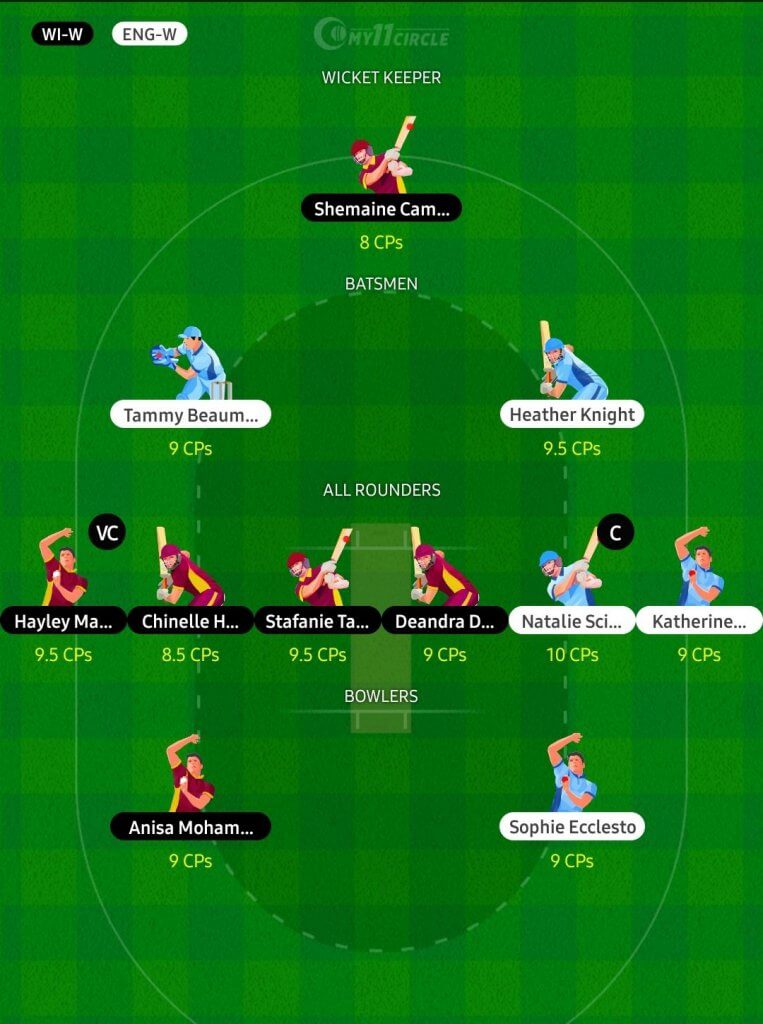 WI-W ENG-W MY11CIRCLE
WICKET KEEPER
Shemaine Cam...
8 CPs
BATSMEN
Tammy Beaum... Heather Knight
9 CPs 9.5 CPs
ALL ROUNDERS
VC C
Hayley Ma... Chinelle H... Stafanie Ta... Deandra D... Natalie Sci... Katherine...
9.5 CPs 8.5 CPs 9.5 CPs 9 CPs 10 CPs 9 CPs
BOWLERS
Anisa Moham... Sophie Ecclesto
9 CPs 9 CPs